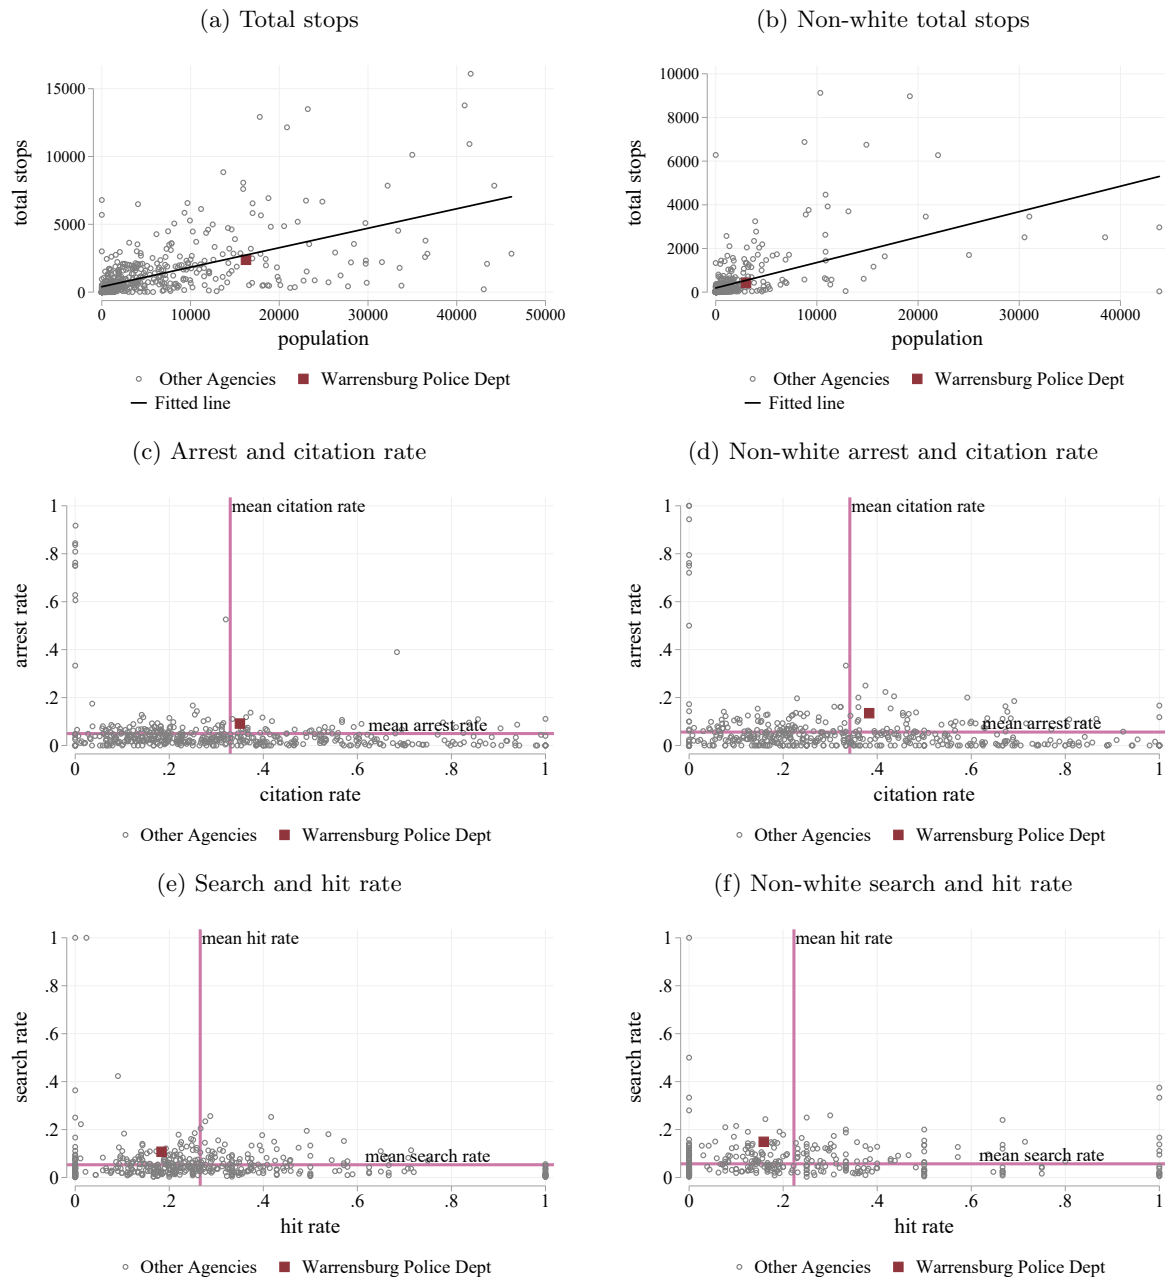 (a) Total stops
(b) Non-white total stops
total stops
15000
10000
5000
0
0 10000 20000 30000 40000 50000
population
Other Agencies Warrensburg Police Dept
Fitted line
total stops
10000
8000
6000
4000
2000
0
0 10000 20000 30000 40000
population
Other Agencies Warrensburg Police Dept
Fitted line
(c) Arrest and citation rate
(d) Non-white arrest and citation rate
arrest rate
1
.8
.6
.4
.2
0
mean citation rate
mean arrest rate
0 .2 .4 .6 .8 1
citation rate
Other Agencies Warrensburg Police Dept
arrest rate
1
.8
.6
.4
.2
0
mean citation rate
mean arrest rate
0 .2 .4 .6 .8 1
citation rate
Other Agencies Warrensburg Police Dept
(e) Search and hit rate
(f) Non-white search and hit rate
search rate
1
.8
.6
.4
.2
0
mean hit rate
mean search rate
0 .2 .4 .6 .8 1
hit rate
Other Agencies Warrensburg Police Dept
search rate
1
.8
.6
.4
.2
0
mean hit rate
mean search rate
0 .2 .4 .6 .8 1
hit rate
Other Agencies Warrensburg Police Dept